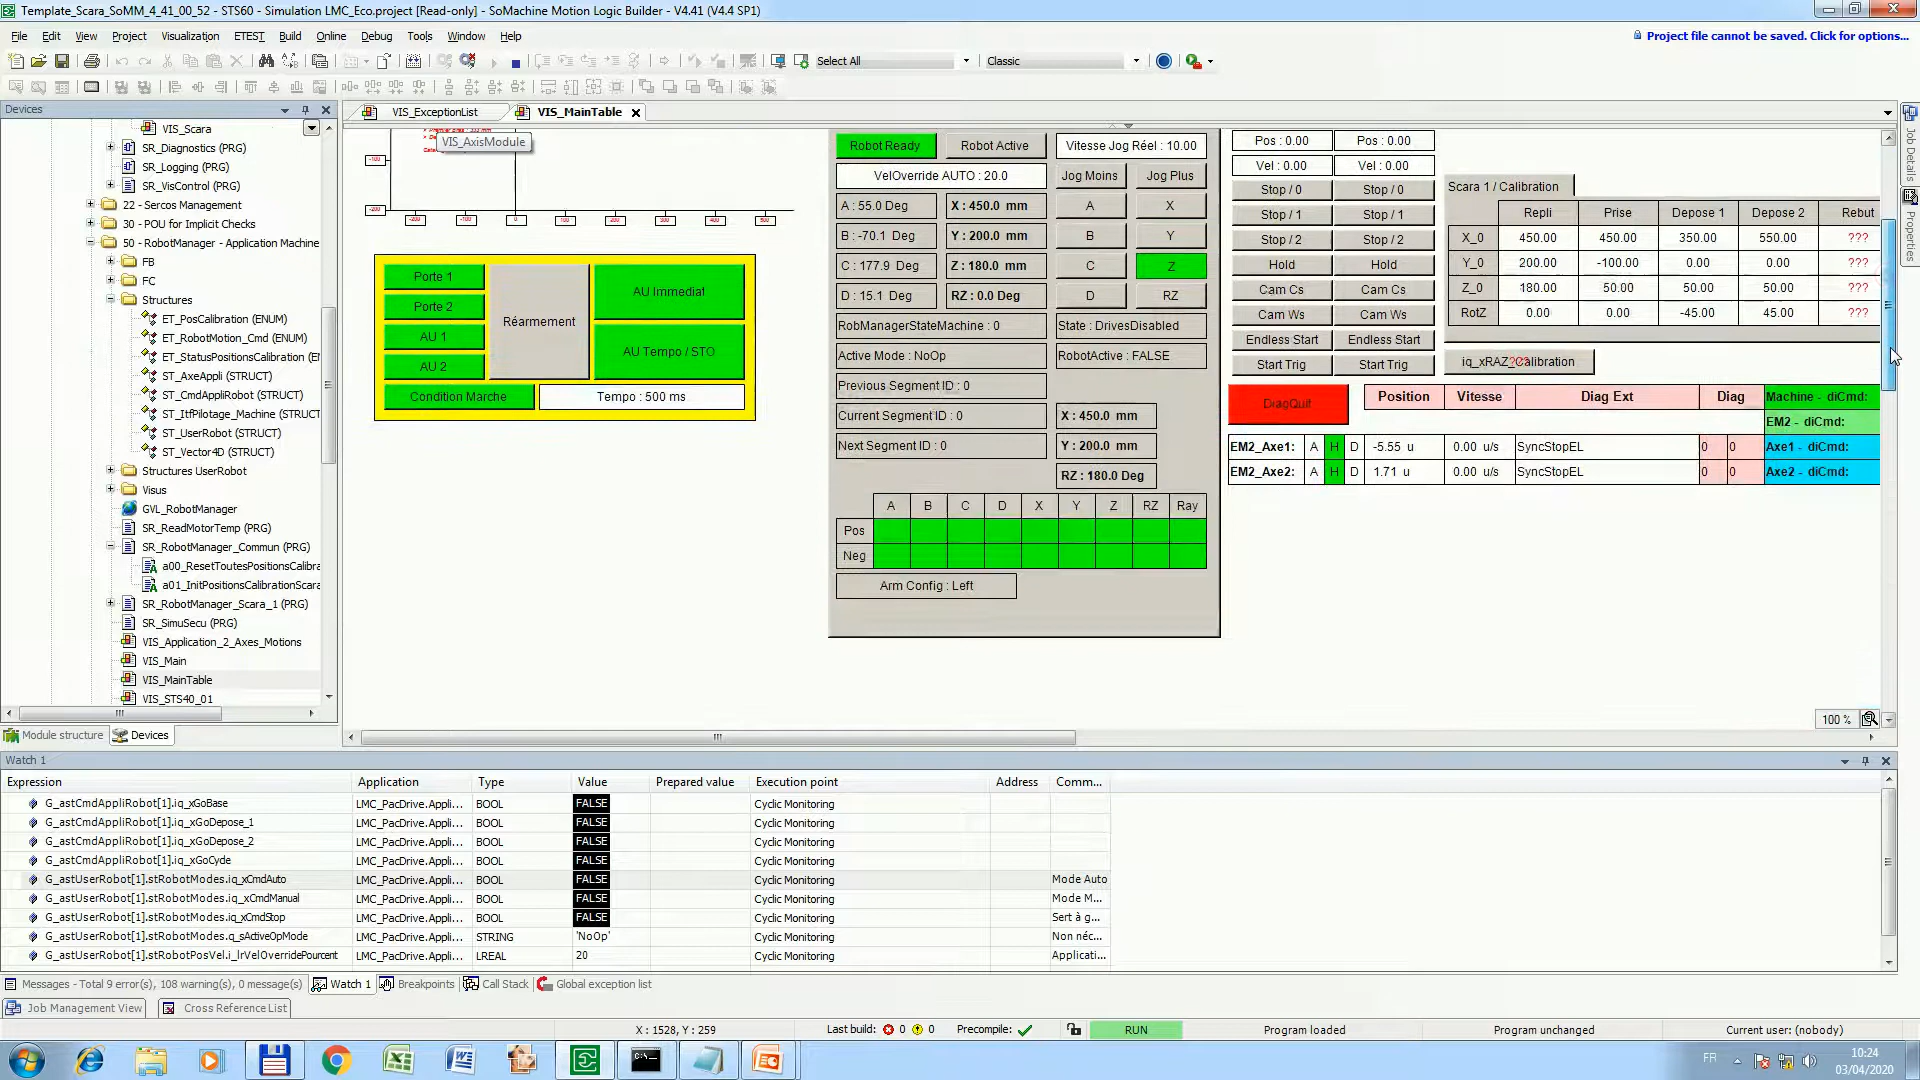 Template_Scara_SoMM_4_41_00_52 - STS60 - Simulation LMC_Eco.project [Read-only] - SoMachine Motion Logic Builder - V4.41 (V4.4 SP1)
File Edit View Project Visualization ETEST Build Online Debug Tools Window Help
Project file cannot be saved. Click for options...
Select All Classic
Devices
VIS_Scara
SR_Diagnostics (PRG)
SR_Logging (PRG)
SR_VisControl (PRG)
22 - Sercos Management
30 - POU for Implicit Checks
50 - RobotManager - Application Machine
FB
FC
Structures
ET_PosCalibration (ENUM)
ET_RobotMotion_Cmd (ENUM)
ET_StatusPositionsCalibration (EN
ST_AxeAppli (STRUCT)
ST_CmdAppliRobot (STRUCT)
ST_ItfPilotage_Machine (STRUCT
ST_UserRobot (STRUCT)
ST_Vector4D (STRUCT)
Structures UserRobot
Visus
GVL_RobotManager
SR_ReadMotorTemp (PRG)
SR_RobotManager_Commun (PRG)
a00_ResetToutesPositionsCalibra
a01_InitPositionsCalibrationScara
SR_RobotManager_Scara_1 (PRG)
SR_SimuSecu (PRG)
VIS_Application_2_Axes_Motions
VIS_Main
VIS_MainTable
VIS_STS40_01
Module structure Devices
VIS_ExceptionList VIS_MainTable
VIS_AxisModule
-100
-200
-200 -100 0 100 200 300 400 500
Porte 1
Porte 2
AU 1
AU 2
Réarmement
AU Immediat
AU Tempo / STO
Condition Marche Tempo : 500 ms
Robot Ready Robot Active Vitesse Jog Réel : 10.00
VelOverride AUTO : 20.0 Jog Moins Jog Plus
A : 55.0 Deg X : 450.0 mm A X
B : -70.1 Deg Y : 200.0 mm B Y
C : 177.9 Deg Z : 180.0 mm C Z
D : 15.1 Deg RZ : 0.0 Deg D RZ
RobManagerStateMachine : 0 State : DrivesDisabled
Active Mode : NoOp RobotActive : FALSE
Previous Segment ID : 0
Current Segment ID : 0 X : 450.0 mm
Next Segment ID : 0 Y : 200.0 mm
RZ : 180.0 Deg
A B C D X Y Z RZ Ray
Pos
Neg
Arm Config : Left
Pos : 0.00 Pos : 0.00
Vel : 0.00 Vel : 0.00
Stop / 0 Stop / 0
Stop / 1 Stop / 1
Stop / 2 Stop / 2
Hold Hold
Cam Cs Cam Cs
Cam Ws Cam Ws
Endless Start Endless Start
Start Trig Start Trig
Scara 1 / Calibration
Repli Prise Depose 1 Depose 2 Rebut
X_0 450.00 450.00 350.00 550.00 ???
Y_0 200.00 -100.00 0.00 0.00 ???
Z_0 180.00 50.00 50.00 50.00 ???
RotZ 0.00 0.00 -45.00 45.00 ???
DiagQuit Position Vitesse Diag Ext Diag Machine - diCmd:
EM2 - diCmd:
EM2_Axe1: A H D -5.55 u 0.00 u/s SyncStopEL 0 0 Axe1 - diCmd:
EM2_Axe2: A H D 1.71 u 0.00 u/s SyncStopEL 0 0 Axe2 - diCmd:
100 %
Watch 1
Expression Application Type Value Prepared value Execution point Address Comm...
G_astCmdAppliRobot[1].iq_xGoBase LMC_PacDrive.Appli... BOOL FALSE Cyclic Monitoring
G_astCmdAppliRobot[1].iq_xGoDepose_1 LMC_PacDrive.Appli... BOOL FALSE Cyclic Monitoring
G_astCmdAppliRobot[1].iq_xGoDepose_2 LMC_PacDrive.Appli... BOOL FALSE Cyclic Monitoring
G_astCmdAppliRobot[1].iq_xGoCyde LMC_PacDrive.Appli... BOOL FALSE Cyclic Monitoring
G_astUserRobot[1].stRobotModes.iq_xCmdAuto LMC_PacDrive.Appli... BOOL FALSE Cyclic Monitoring Mode Auto
G_astUserRobot[1].stRobotModes.iq_xCmdManual LMC_PacDrive.Appli... BOOL FALSE Cyclic Monitoring Mode M...
G_astUserRobot[1].stRobotModes.iq_xCmdStop LMC_PacDrive.Appli... BOOL FALSE Cyclic Monitoring Sert à g...
G_astUserRobot[1].stRobotModes.q_sActiveOpMode LMC_PacDrive.Appli... STRING 'NoOp' Cyclic Monitoring Non néc...
G_astUserRobot[1].stRobotPosVel.i_lrVelOverridePourcent LMC_PacDrive.Appli... LREAL 20 Cyclic Monitoring Applicati...
Messages - Total 9 error(s), 108 warning(s), 0 message(s) Watch 1 Breakpoints Call Stack Global exception list
Job Management View Cross Reference List
X : 1528, Y : 259 Last build: 0 0 Precompile: RUN Program loaded Program unchanged Current user: (nobody)
FR 10:24
03/04/2020
Job Details
Properties